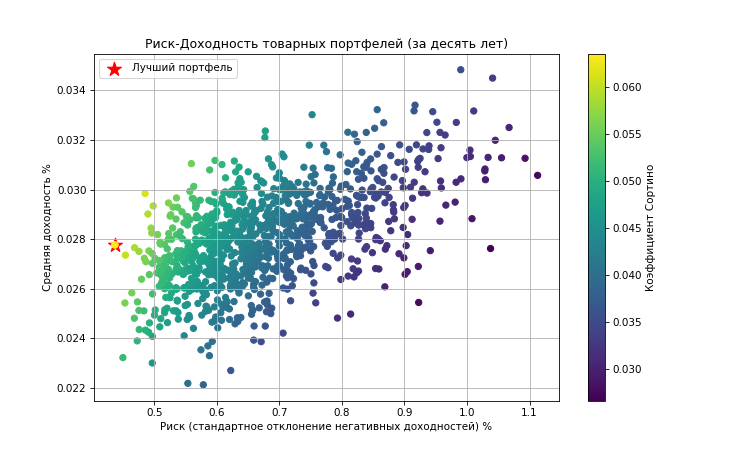 Риск-Доходность товарных портфелей (за десять лет)
Лучший портфель
Средняя доходность %
0.034
0.032
0.030
0.028
0.026
0.024
0.022
0.5 0.6 0.7 0.8 0.9 1.0 1.1
Риск (стандартное отклонение негативных доходностей) %
0.060
0.055
0.050
0.045
0.040
0.035
0.030
Коэффициент Сортино